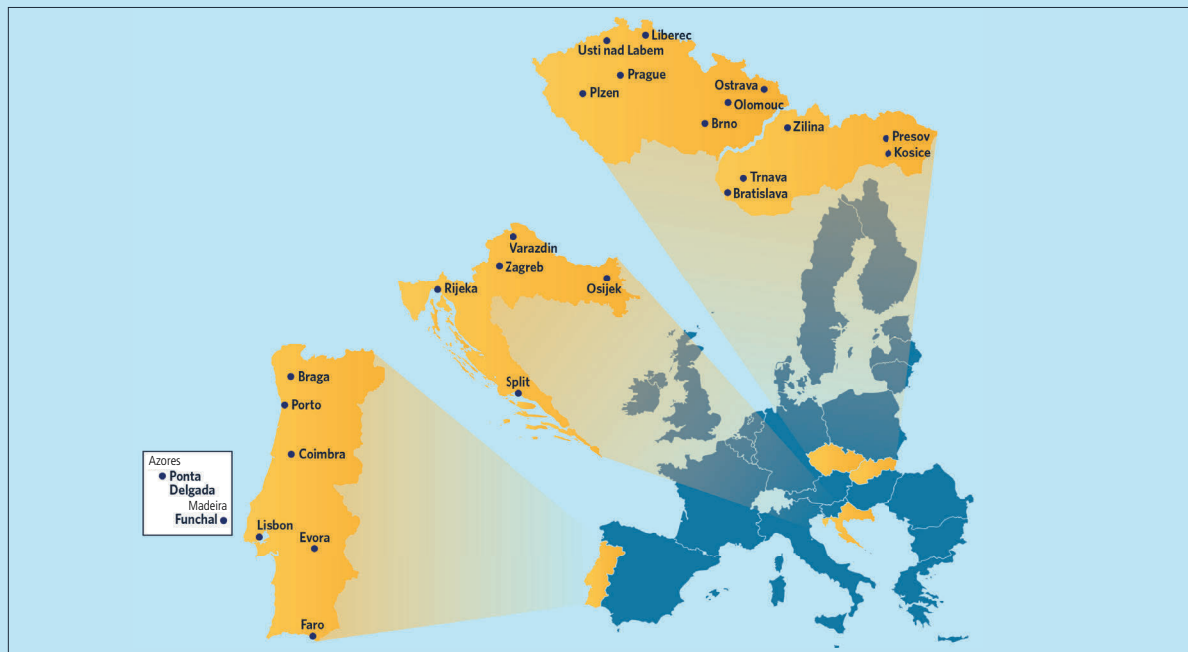 Liberec
Usti nad Labem
Prague
Plzen
Ostrava
Olomouc
Brno
Zilina
Presov
Kosice
Trnava
Bratislava
Varazdin
Zagreb
Rijeka
Osijek
Split
Braga
Porto
Coimbra
Azores
Ponta
Delgada
Madeira
Funchal
Lisbon
Evora
Faro